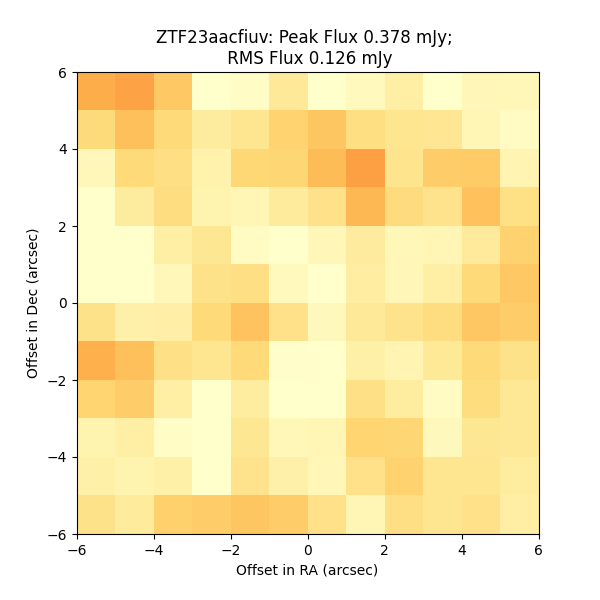 ZTF23aacfiuv: Peak Flux 0.378 mJy;
RMS Flux 0.126 mJy
6
4
2
0
−2
−4
−6
Offset in Dec (arcsec)
−6 −4 −2 0 2 4 6
Offset in RA (arcsec)